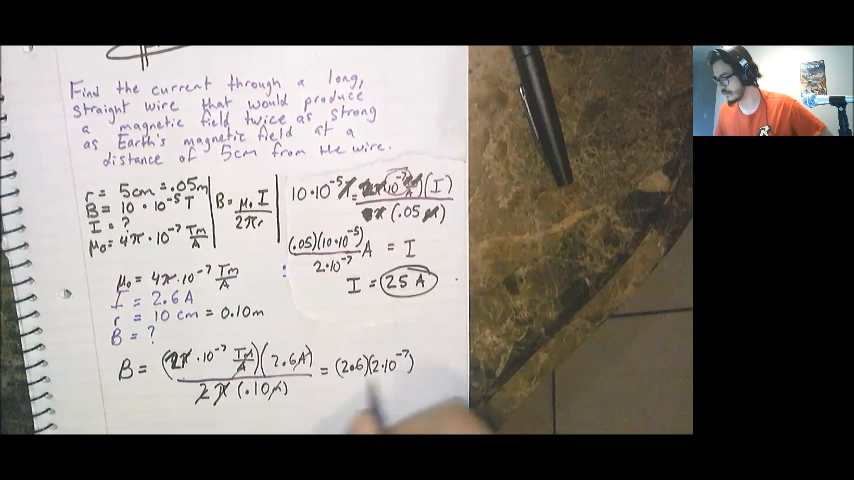 Find the current through a long,
straight wire that would produce
a magnetic field twice as strong
as Earth's magnetic field at a
distance of 5cm from the wire.
r = 5cm = .05m
B = 10 · 10^-5 T
I = ?
μ₀ = 4π · 10^-7 Tm/A
B = μ₀ I / 2πr
10·10^-5 T = (2π·10^-7 Tm/A)(I) / 2π (.05 m)
(.05)(10·10^-5) / 2·10^-7 A = I
I = 25 A
μ₀ = 4π·10^-7 Tm/A
I = 2.6 A
r = 10 cm = 0.10m
B = ?
B = (2π · 10^-7 Tm/A)(2.6A) / 2π (.10m) = (2.6)(2·10^-7)